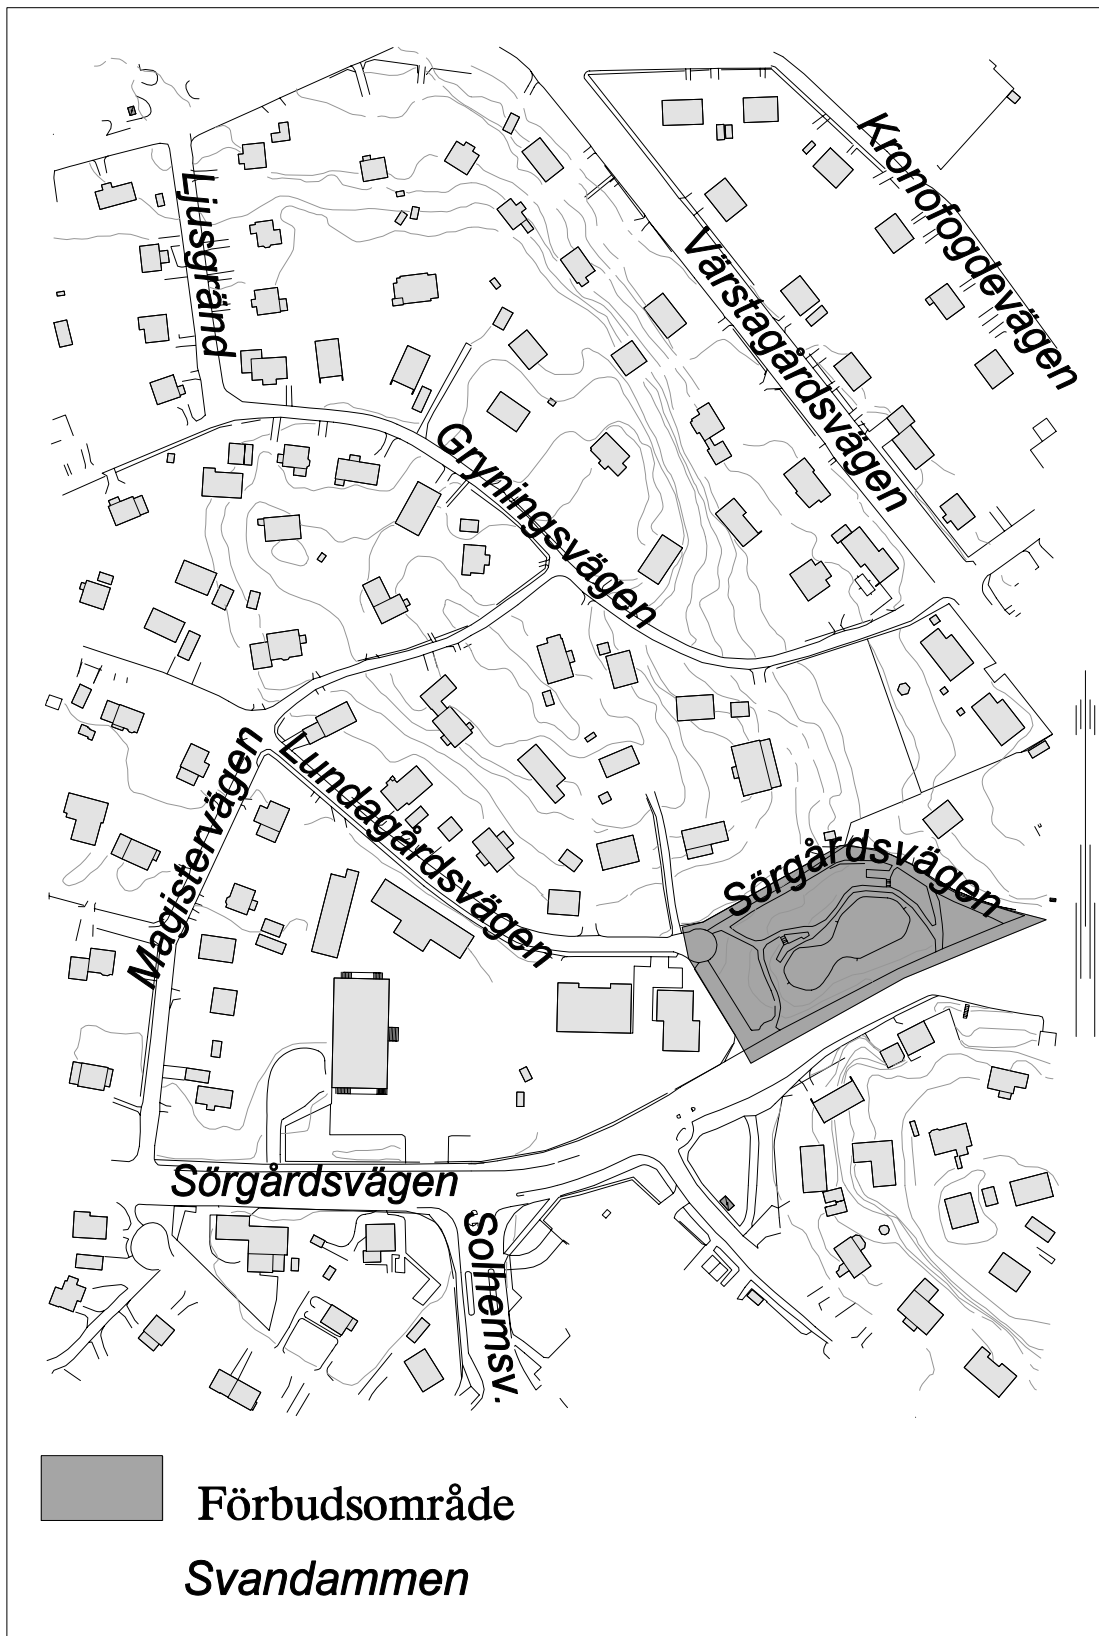 Kronofogdevägen
Ljusgränd
Värstagårdsvägen
Gryningsvägen
Magistervägen
Lundagårdsvägen
Sörgårdsvägen
Sörgårdsvägen
Solhemsv.
Förbudsområde
Svandammen